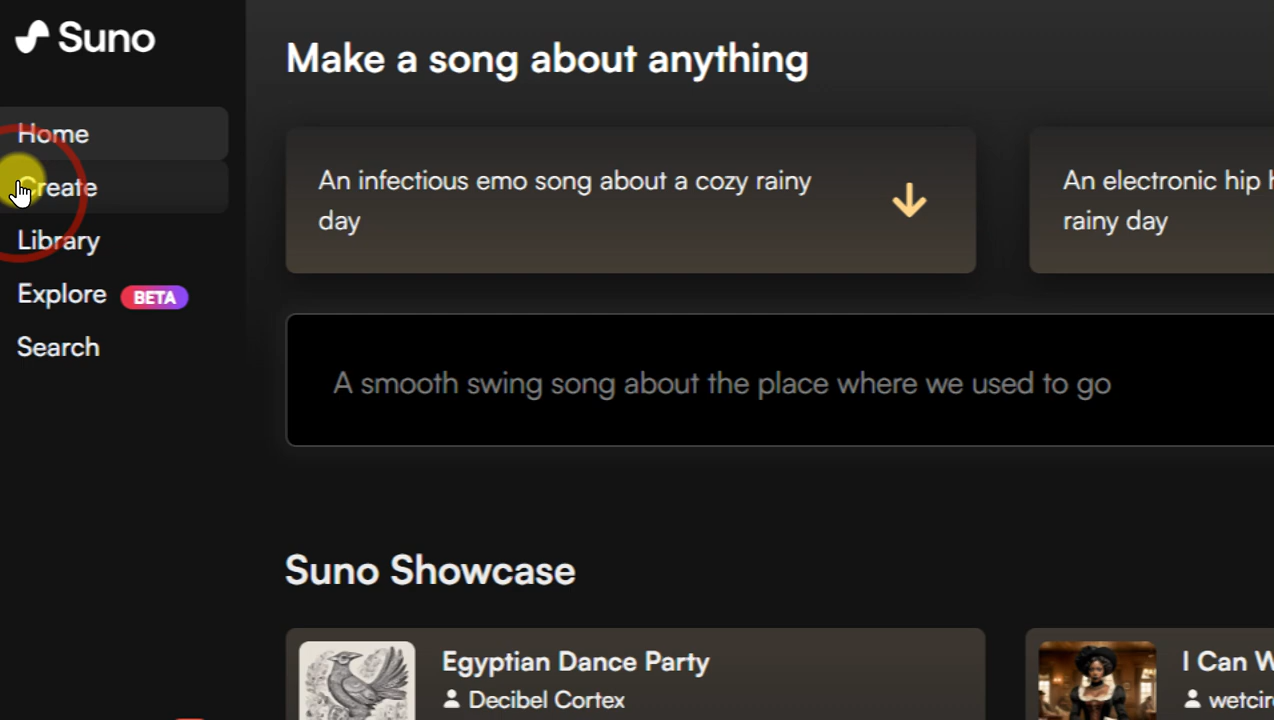 Suno
Home
Create
Library
Explore BETA
Search
Make a song about anything
An infectious emo song about a cozy rainy
day
An electronic hip
rainy day
A smooth swing song about the place where we used to go
Suno Showcase
Egyptian Dance Party
Decibel Cortex
I Can